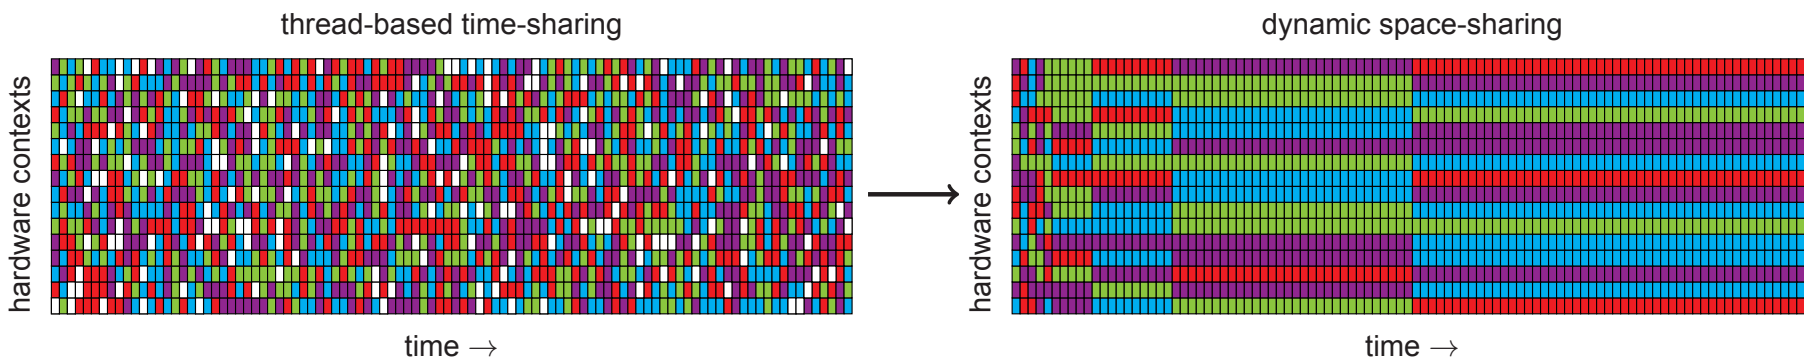 thread-based time-sharing
hardware contexts
time →
dynamic space-sharing
hardware contexts
time →